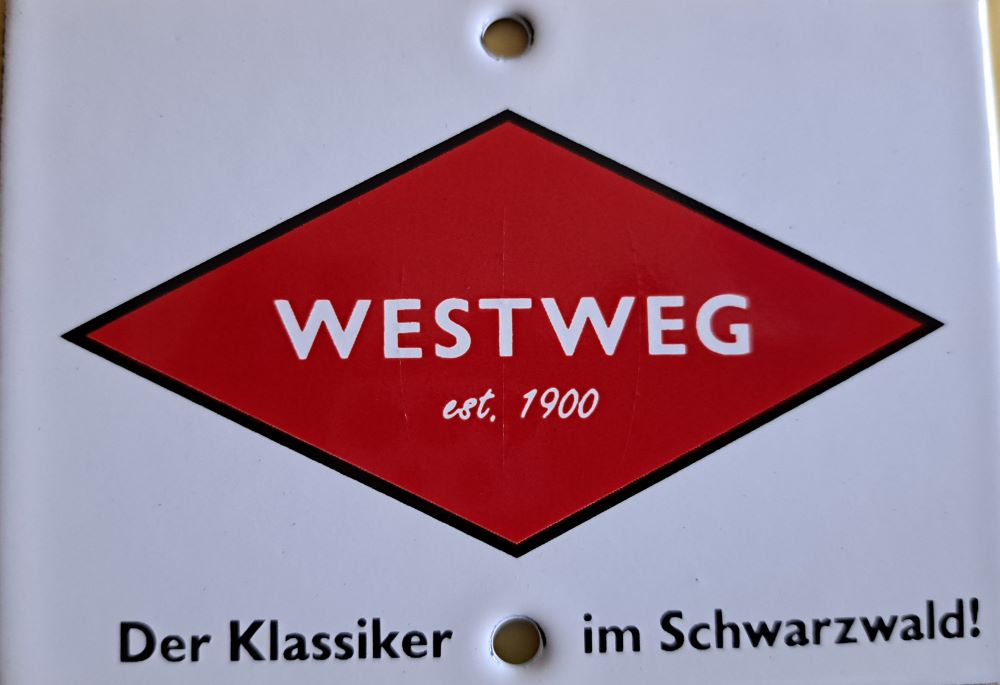 WESTWEG
est. 1900
Der Klassiker im Schwarzwald!